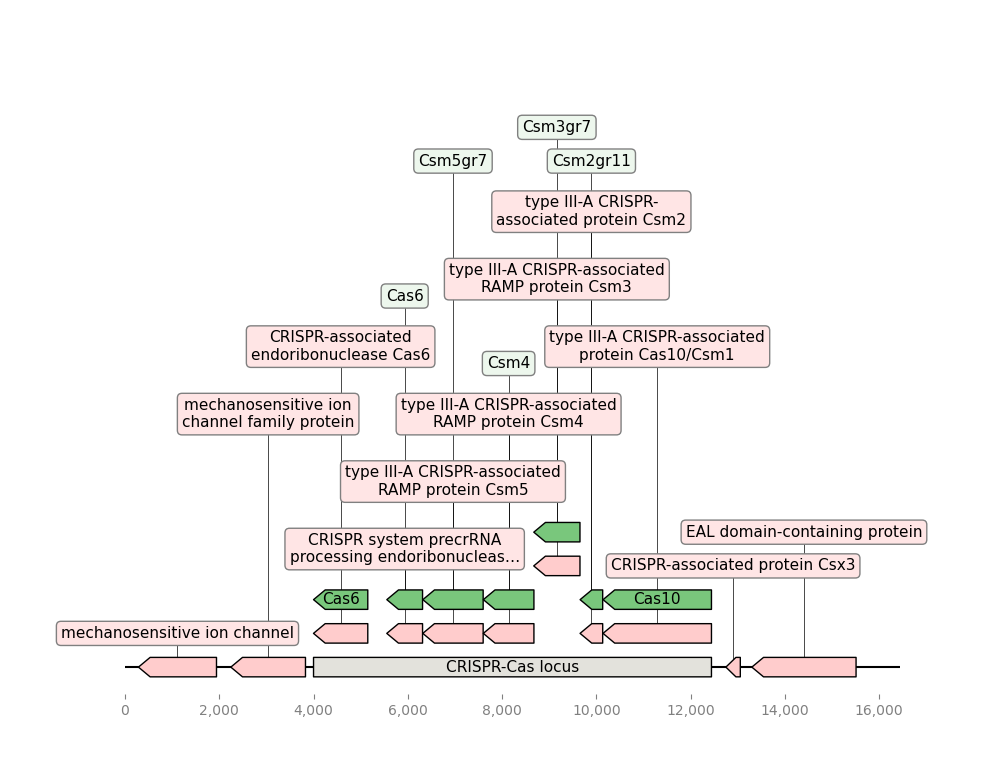 Csm3gr7
Csm5gr7
Csm2gr11
type III-A CRISPR-
associated protein Csm2
type III-A CRISPR-associated
RAMP protein Csm3
Cas6
CRISPR-associated
endoribonuclease Cas6
type III-A CRISPR-associated
protein Cas10/Csm1
Csm4
mechanosensitive ion
channel family protein
type III-A CRISPR-associated
RAMP protein Csm4
type III-A CRISPR-associated
RAMP protein Csm5
CRISPR system precrRNA
processing endoribonucleas…
EAL domain-containing protein
CRISPR-associated protein Csx3
Cas6
Cas10
mechanosensitive ion channel
CRISPR-Cas locus
0
2,000
4,000
6,000
8,000
10,000
12,000
14,000
16,000